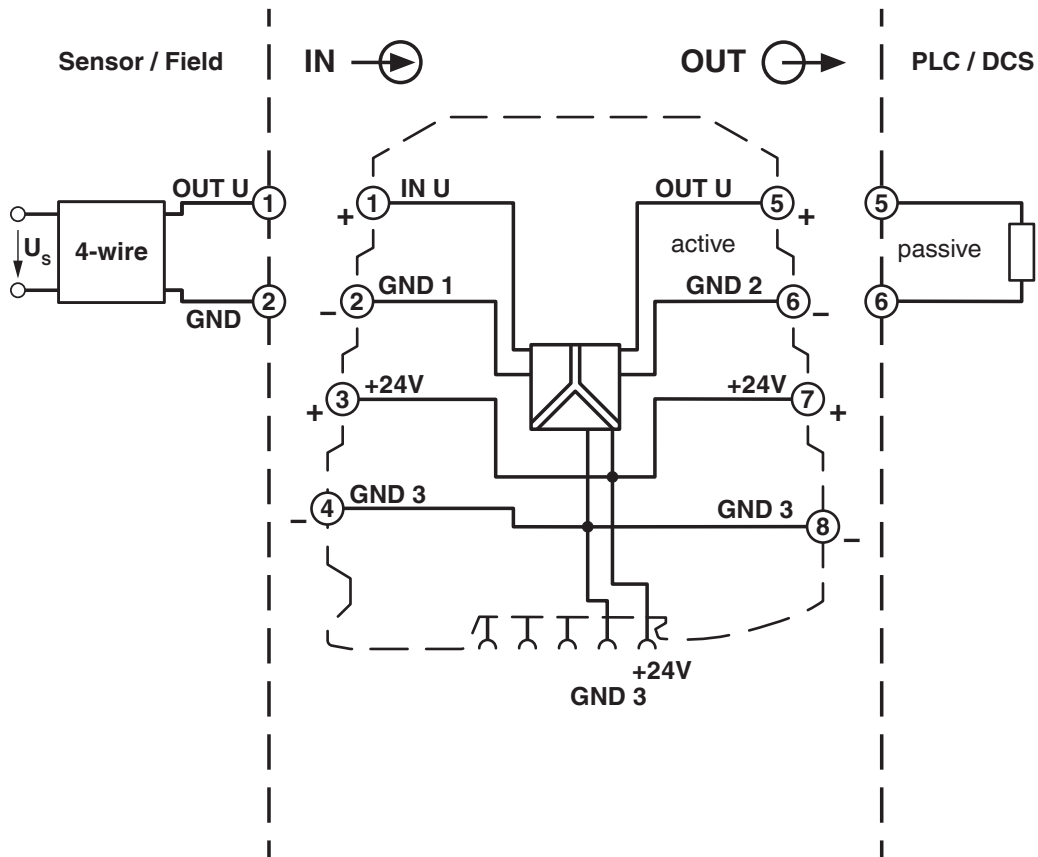 Sensor / Field
IN
OUT
PLC / DCS
OUT U
1
1
IN U
OUT U
5
5
+
+
Us
4-wire
active
passive
GND
2
2
GND 1
GND 2
6
6
–
–
3
+24V
+24V
7
+
+
4
GND 3
GND 3
8
–
–
+24V
GND 3